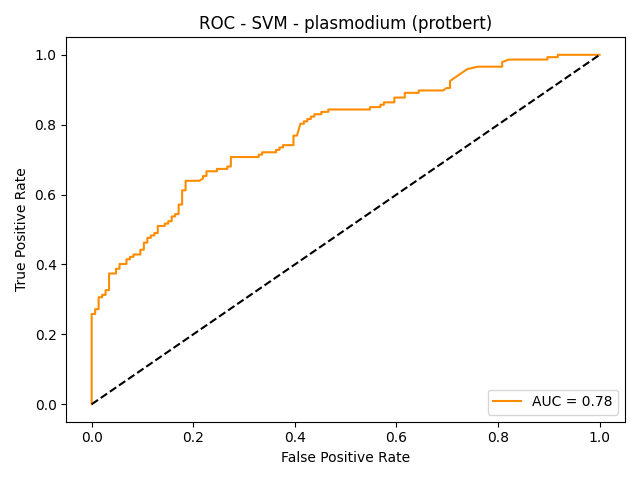 ROC - SVM - plasmodium (protbert)
True Positive Rate
1.0
0.8
0.6
0.4
0.2
0.0
AUC = 0.78
0.0 0.2 0.4 0.6 0.8 1.0
False Positive Rate